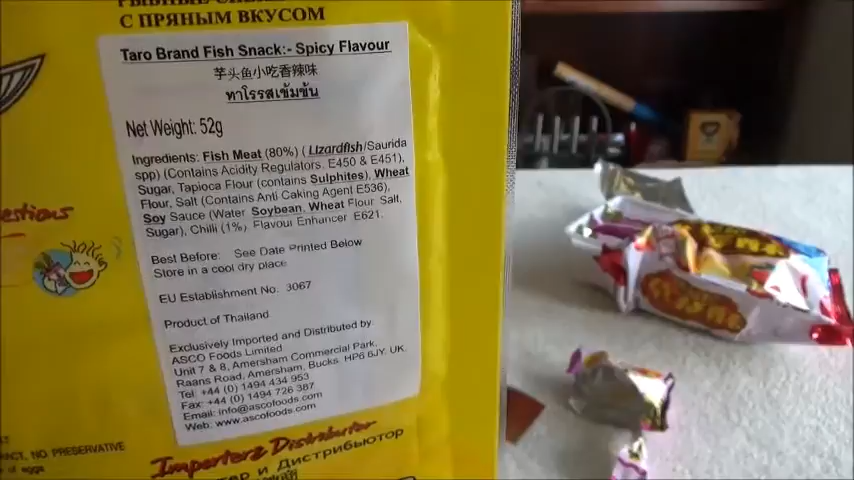 С ПРЯНЫМ ВКУСОМ
Taro Brand Fish Snack:- Spicy Flavour
芋头鱼小吃香辣味
ทาโร่รสเข้มข้น
Net Weight: 52g
Ingredients: Fish Meat (80%) (Lizardfish/Saurida
spp) (Contains Acidity Regulators. E450 & E451),
Sugar, Tapioca Flour (contains Sulphites), Wheat
Flour, Salt (Contains Anti Caking Agent E536),
Soy Sauce (Water, Soybean, Wheat Flour Salt,
Sugar), Chilli (1%), Flavour Enhancer E621.
Best Before: See Date Printed Below
Store in a cool dry place
EU Establishment No. 3067
Product of Thailand
Exclusively Imported and Distributed by
ASCO Foods Limited
Unit 7 & 8, Amersham Commercial Park,
Raans Road, Amersham, Bucks. HP6 6JY. UK.
Tel: +44 (0) 1494 434 953
Fax: +44 (0) 1494 726 387
Email: info@ascofoods.com
Web: www.ascofoods.com
estions
ACT, NO PRESERVATIVE
of egg
Importers / Distributor
тер и Дистрибьютор